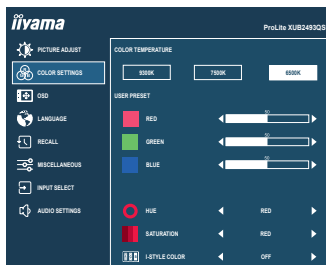 iiyama
ProLite XUB2493QS
PICTURE ADJUST
COLOR SETTINGS
OSD
LANGUAGE
RECALL
MISCELLANEOUS
INPUT SELECT
AUDIO SETTINGS
COLOR TEMPERATURE
9300K 7500K 6500K
USER PRESET
RED 50
GREEN 50
BLUE 50
HUE RED
SATURATION RED
I-STYLE COLOR OFF